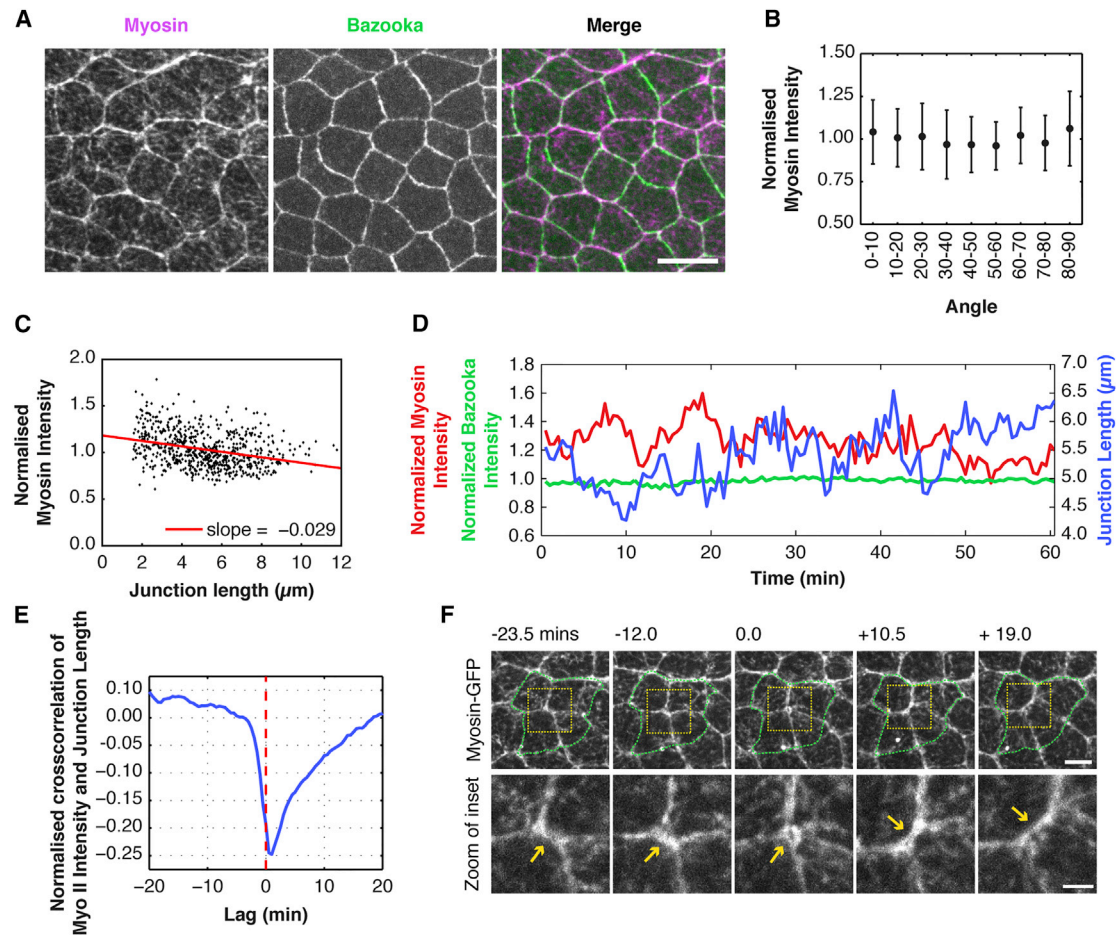 A
Myosin
Bazooka
Merge
B
Normalised
Myosin Intensity
1.50
1.25
1.00
0.75
0.50
0-10
10-20
20-30
30-40
40-50
50-60
60-70
70-80
80-90
Angle
C
Normalised
Myosin Intensity
2.0
1.5
1.0
0.5
0.0
slope = −0.029
0 2 4 6 8 10 12
Junction length (µm)
D
Normalized Myosin
Intensity
Normalized Bazooka
Intensity
1.8
1.6
1.4
1.2
1.0
0.8
0.6
7.0
6.5
6.0
5.5
5.0
4.5
4.0
Junction Length (µm)
0 10 20 30 40 50 60
Time (min)
E
Normalised crosscorrelation of
Myo II Intensity and Junction Length
0.10
0.00
−0.05
−0.10
−0.15
−0.20
−0.25
−20 −10 0 10 20
Lag (min)
F
-23.5 mins -12.0 0.0 +10.5 + 19.0
Myosin-GFP
Zoom of inset